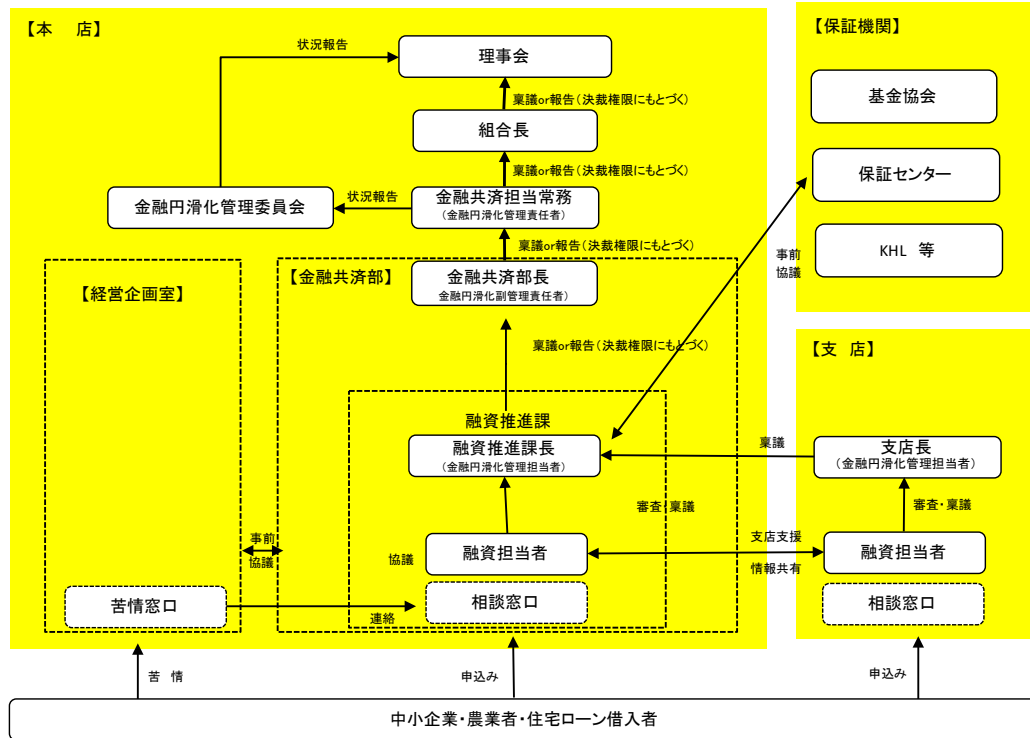 【本　店】
状況報告
理事会
稟議or報告（決裁権限にもとづく）
組合長
稟議or報告（決裁権限にもとづく）
金融円滑化管理委員会
状況報告
金融共済担当常務
（金融円滑化管理責任者）
稟議or報告（決裁権限にもとづく）
【経営企画室】
【金融共済部】
金融共済部長
金融円滑化副管理責任者）
稟議or報告（決裁権限にもとづく）
融資推進課
融資推進課長
（金融円滑化管理担当者）
審査・稟議
事前
協議
協議
融資担当者
苦情窓口
連絡
相談窓口
【保証機関】
基金協会
保証センター
KHL　等
事前
協議
【支　店】
稟議
支店長
（金融円滑化管理担当者）
審査・稟議
支店支援
情報共有
融資担当者
相談窓口
苦　情
申込み
申込み
中小企業・農業者・住宅ローン借入者